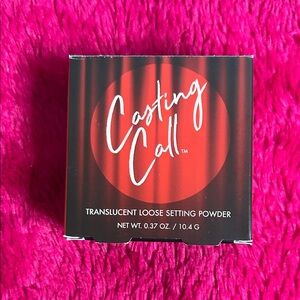 Casting
Call™
TRANSLUCENT LOOSE SETTING POWDER
NET WT. 0.37 OZ. / 10.4 G